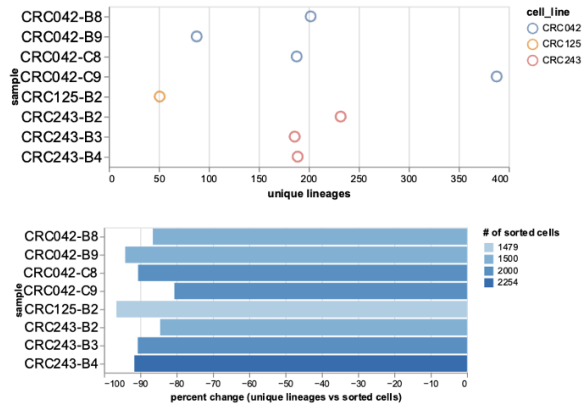 cell_line
CRC042
CRC125
CRC243
sample
CRC042-B8
CRC042-B9
CRC042-C8
CRC042-C9
CRC125-B2
CRC243-B2
CRC243-B3
CRC243-B4
0 50 100 150 200 250 300 350 400
unique lineages
# of sorted cells
1479
1500
2000
2254
sample
CRC042-B8
CRC042-B9
CRC042-C8
CRC042-C9
CRC125-B2
CRC243-B2
CRC243-B3
CRC243-B4
−100 −90 −80 −70 −60 −50 −40 −30 −20 −10 0
percent change (unique lineages vs sorted cells)